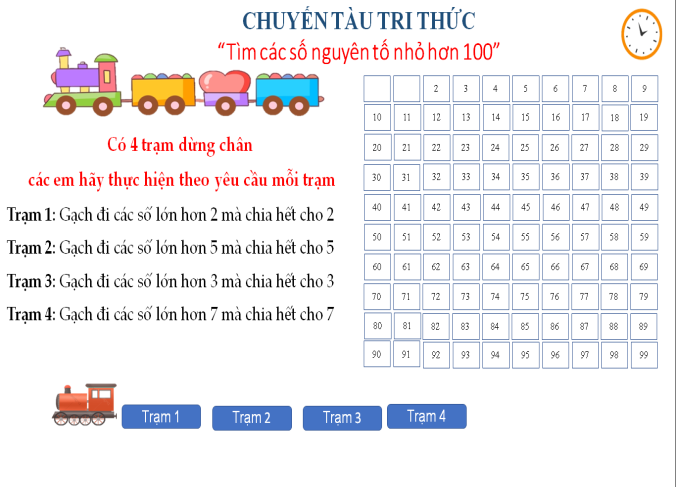 CHUYẾN TÀU TRI THỨC
“Tìm các số nguyên tố nhỏ hơn 100”
Có 4 trạm dừng chân
các em hãy thực hiện theo yêu cầu mỗi trạm
Trạm 1: Gạch đi các số lớn hơn 2 mà chia hết cho 2
Trạm 2: Gạch đi các số lớn hơn 5 mà chia hết cho 5
Trạm 3: Gạch đi các số lớn hơn 3 mà chia hết cho 3
Trạm 4: Gạch đi các số lớn hơn 7 mà chia hết cho 7
2 3 4 5 6 7 8 9
10 11 12 13 14 15 16 17 18 19
20 21 22 23 24 25 26 27 28 29
30 31 32 33 34 35 36 37 38 39
40 41 42 43 44 45 46 47 48 49
50 51 52 53 54 55 56 57 58 59
60 61 62 63 64 65 66 67 68 69
70 71 72 73 74 75 76 77 78 79
80 81 82 83 84 85 86 87 88 89
90 91 92 93 94 95 96 97 98 99
Trạm 1 Trạm 2 Trạm 3 Trạm 4